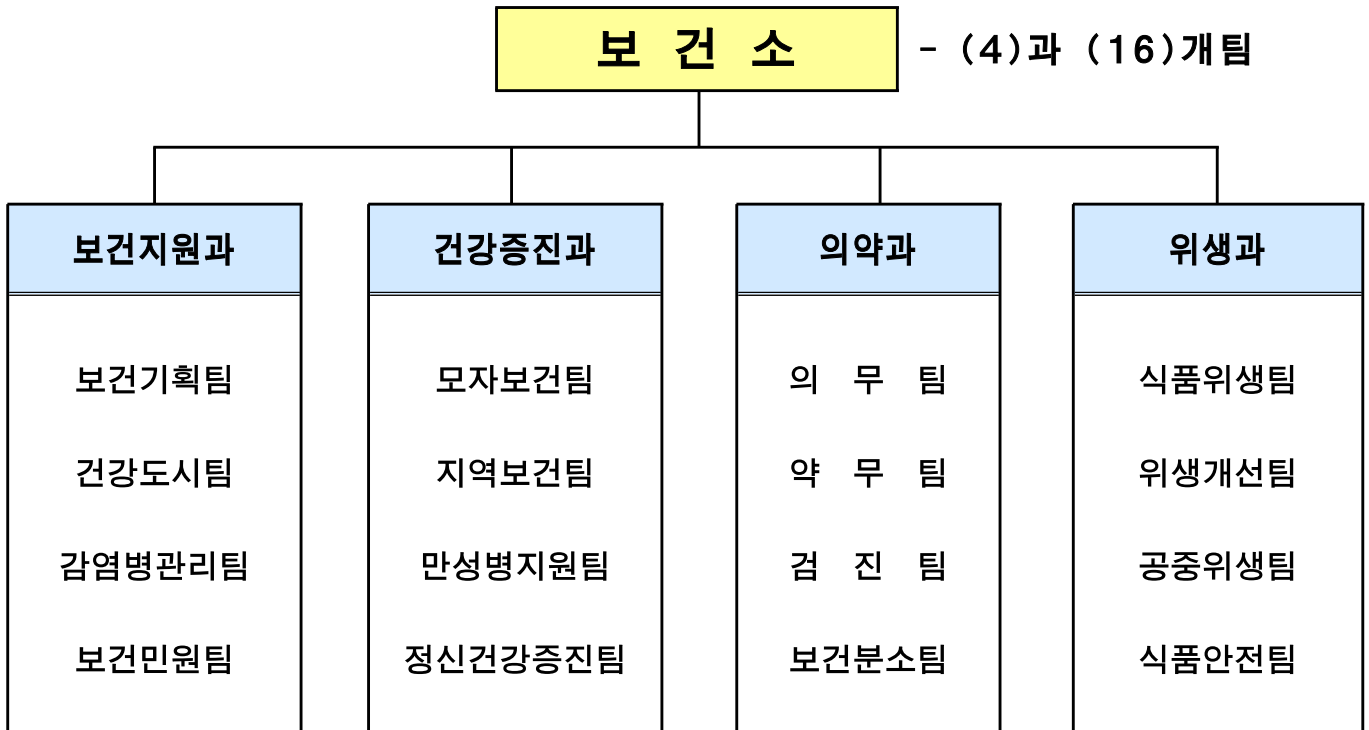 보 건 소 - (4)과 (16)개팀
보건지원과 건강증진과 의약과 위생과
보건기획팀 모자보건팀 의 무 팀 식품위생팀
건강도시팀 지역보건팀 약 무 팀 위생개선팀
감염병관리팀 만성병지원팀 검 진 팀 공중위생팀
보건민원팀 정신건강증진팀 보건분소팀 식품안전팀